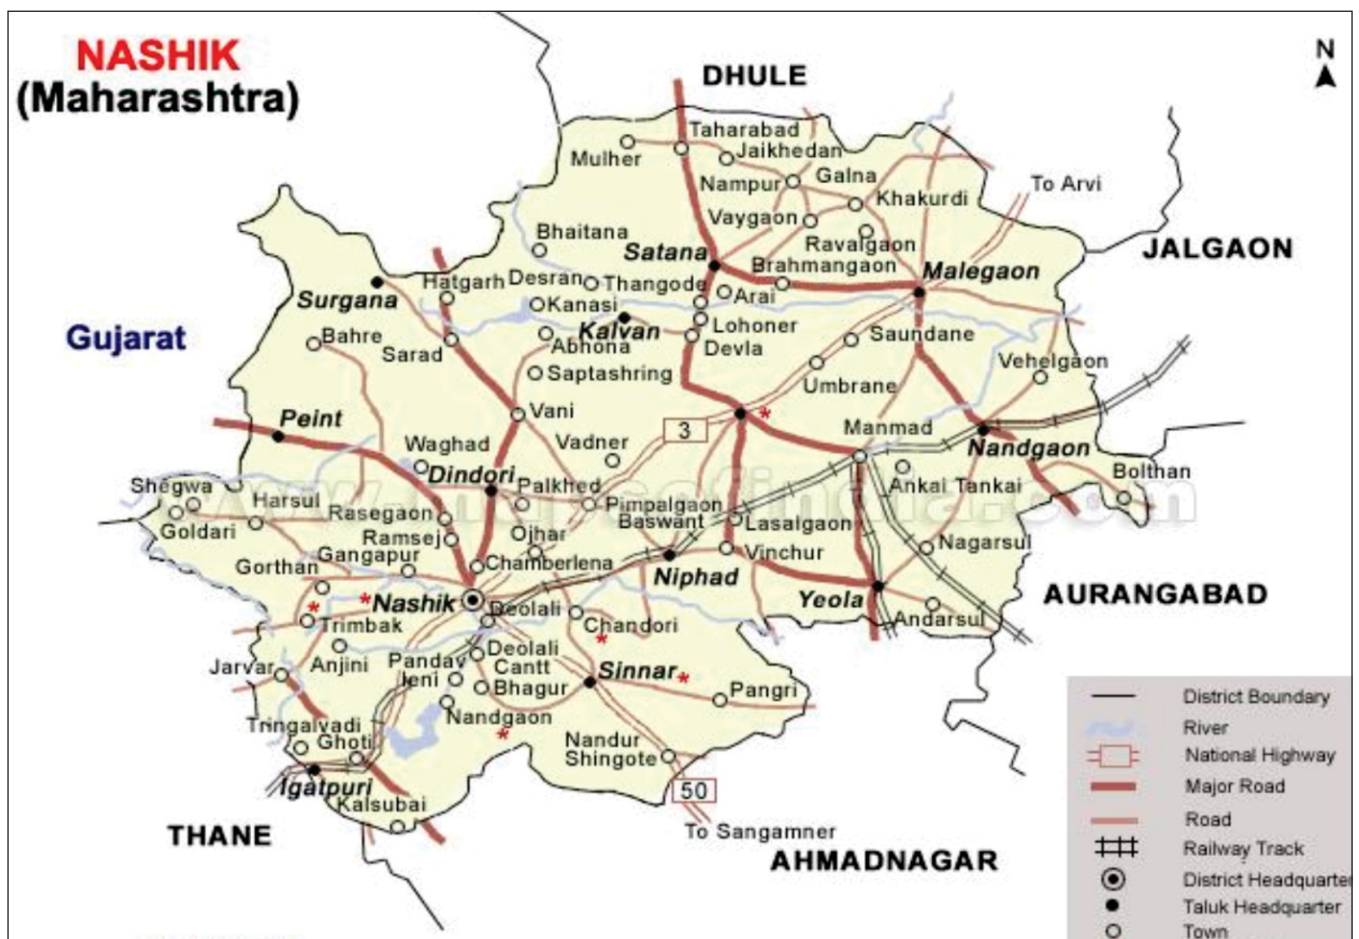 NASHIK
(Maharashtra)
N
DHULE
Taharabad
Mulher
Jaikhedan
Nampur
Galna
To Arvi
Khakurdi
Vaygaon
Bhaitana
Ravalgaon
JALGAON
Satana
Brahmangaon
Malegaon
Hatgarh
Desran
Thangode
Surgana
Kanasi
Arai
Gujarat
Bahre
Kalvan
Lohoner
Saundane
Sarad
Abhona
Devla
Vehelgaon
Saptashring
Umbrane
Peint
Vani
*
3
Manmad
Waghad
Vadner
Nandgaon
Dindori
Bolthan
Shegwa
Harsul
Palkhed
Ankai Tankai
www.mapsofindia.com
Rasegaon
Pimpalgaon
Baswant
Lasalgaon
Goldari
Ramsej
Ojhar
Nagarsul
Gangapur
Vinchur
Gorthan
Chamberlena
Niphad
*
*
Nashik
Yeola
AURANGABAD
Deolali
Trimbak
Chandori
Andarsul
*
Anjini
Deolali
Cantt
Jarvar
Pandav
leni
Sinnar
*
Bhagur
Pangri
Nandgaon
*
Tringalvadi
Ghoti
Nandur
Shingote
Igatpuri
50
Kalsubai
To Sangamner
THANE
AHMADNAGAR
District Boundary
River
National Highway
Major Road
Road
Railway Track
District Headquarter
Taluk Headquarter
Town